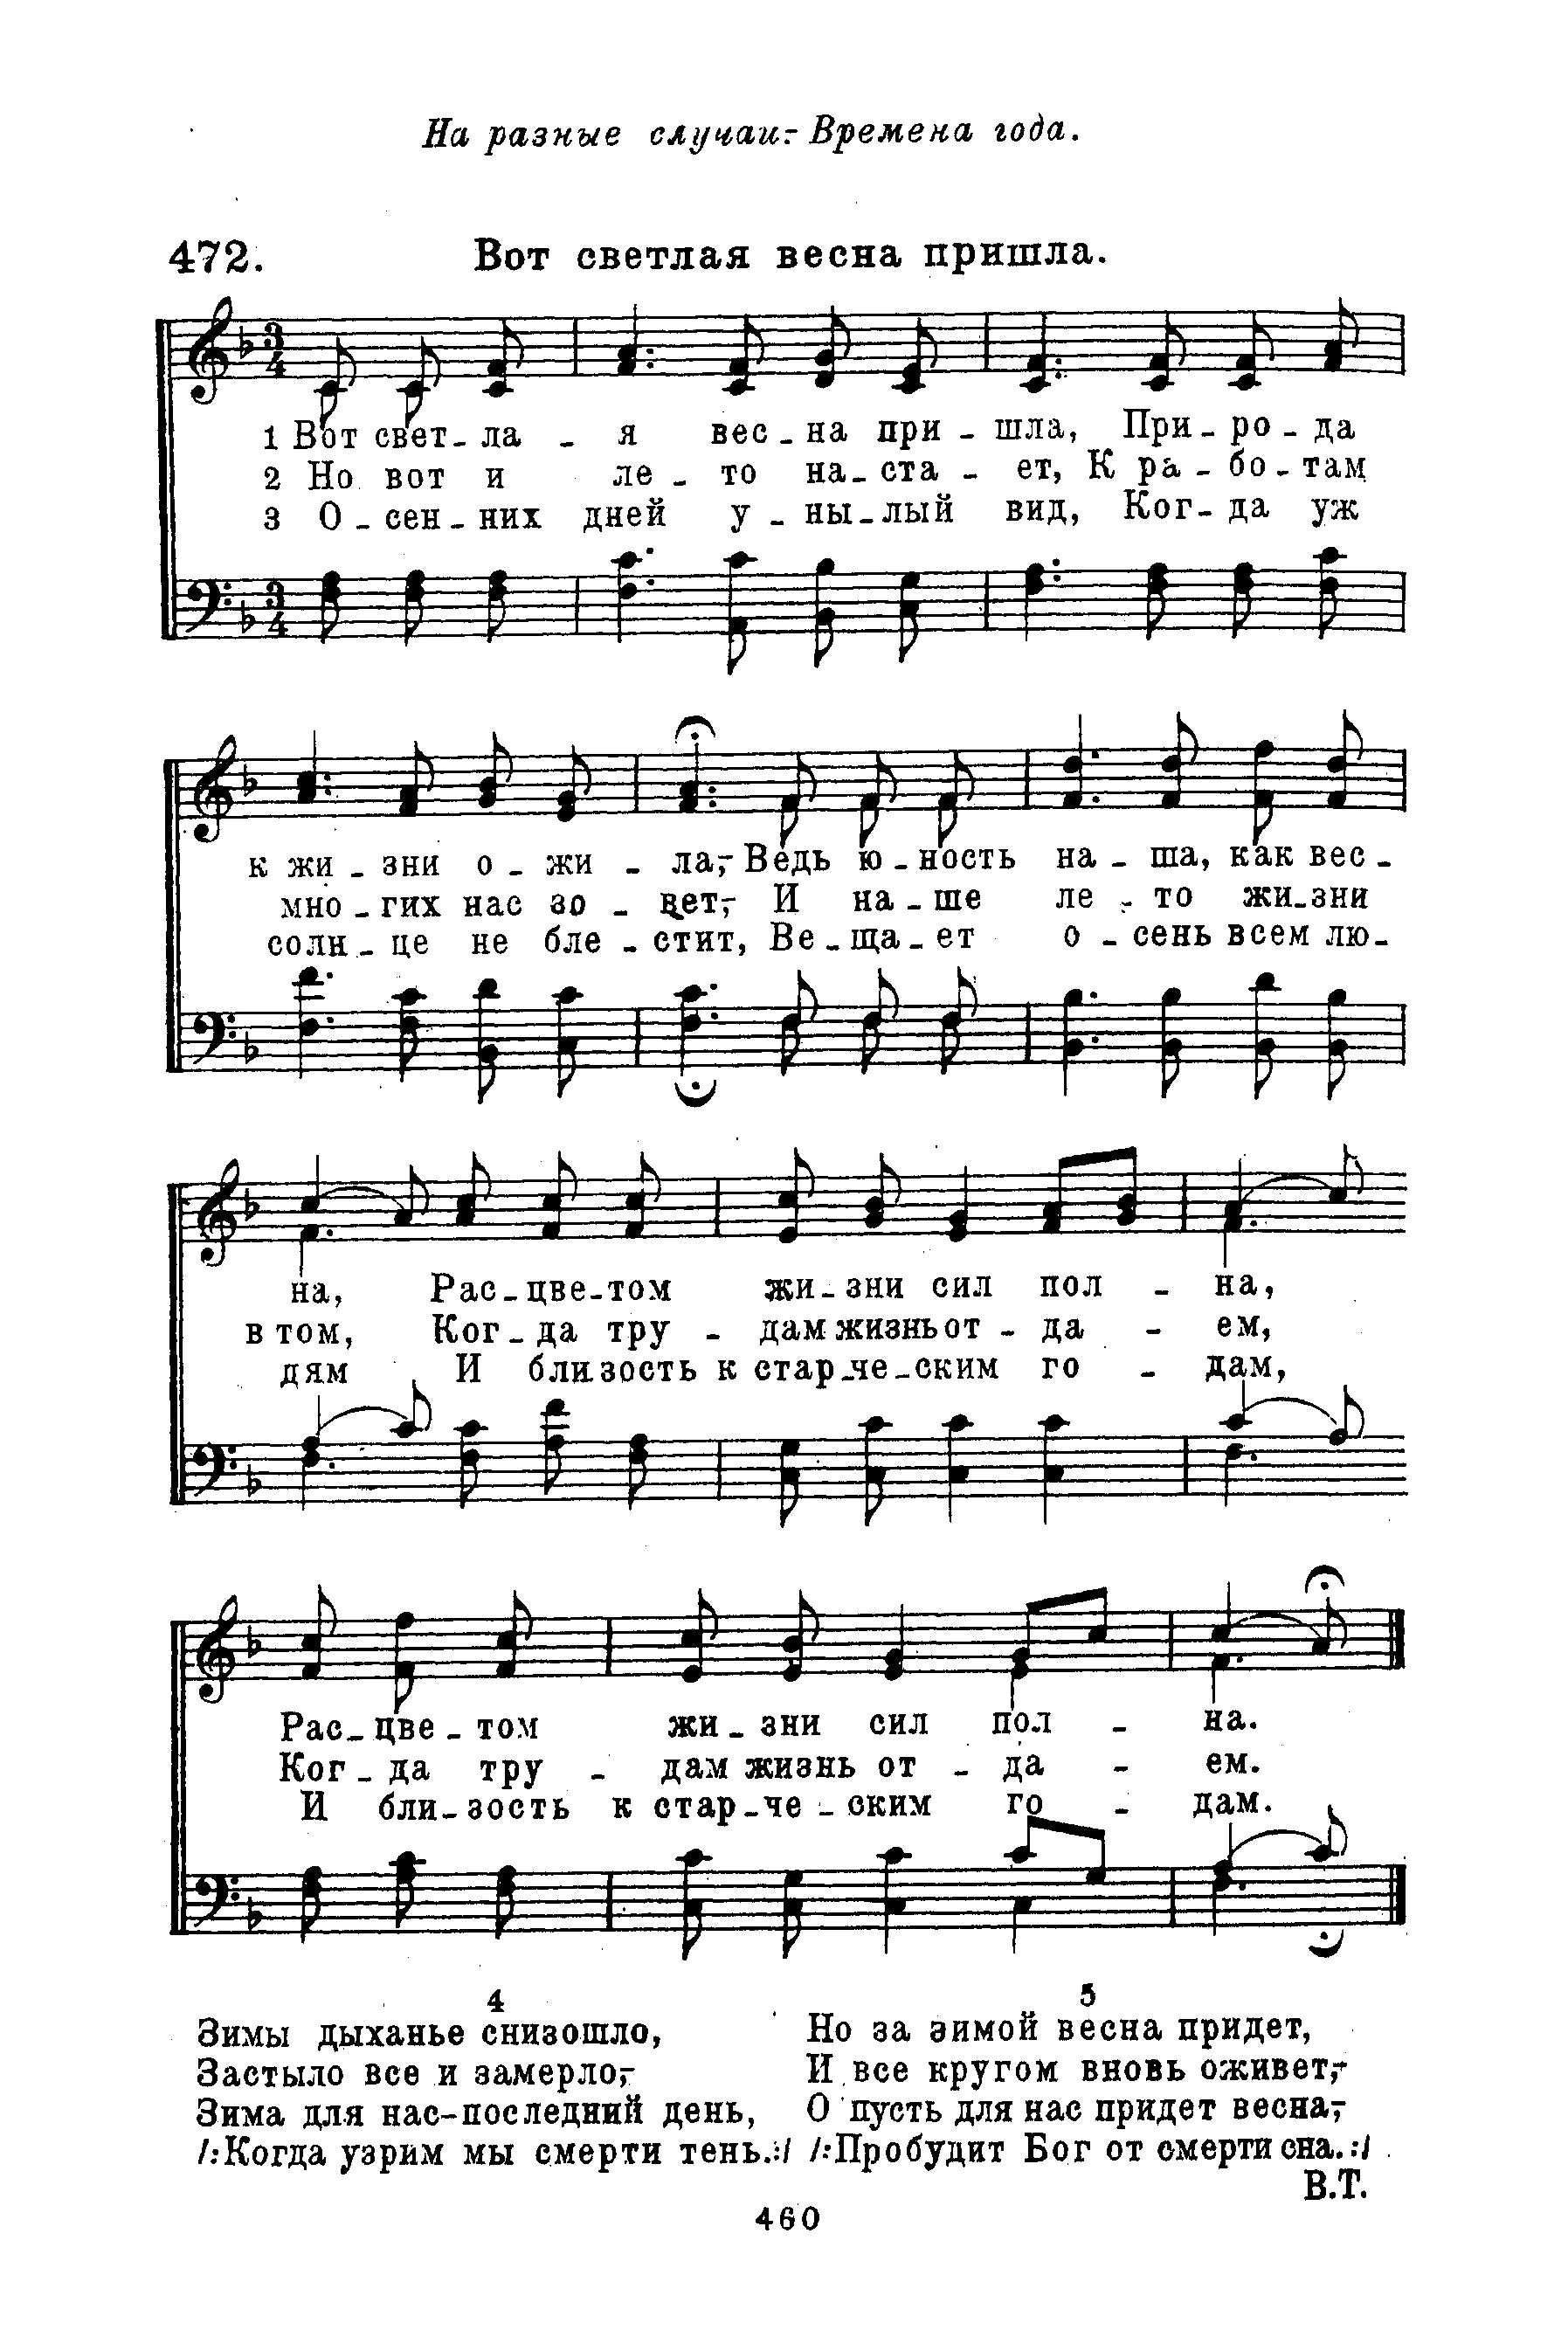 На разные случаи:- Времена года.
472. Вот светлая весна пришла.
1 Вот свет-ла-я вес-на при-шла, При-ро-да
2 Но вот и ле-то на-ста-ет, К ра-бо-там
3 О-сен-них дней у-ны-лый вид, Ког-да уж
к жи-зни о-жи-ла,- Ведь ю-ность на-ша, как вес-
мно-гих нас зо-вет,- И на-ше ле-то жи-зни
солн-це не бле-стит, Ве-ща-ет о-сень всем лю-
на, Рас-цве-том жи-зни сил пол-на,
в том, Ког-да тру-дам жизнь от-да-ем,
дям И бли-зость к стар-че-ским го-дам,
Рас-цве-том жи-зни сил пол-на.
Ког-да тру-дам жизнь от-да-ем.
И бли-зость к стар-че-ским го-дам.
4
Зимы дыханье снизошло,
Застыло все и замерло,-
Зима для нас-последний день,
/:Когда узрим мы смерти тень.:/
5
Но за зимой весна придет,
И все кругом вновь оживет,-
О пусть для нас придет весна,-
/:Пробудит Бог от смерти сна.:/
В.Т.
460